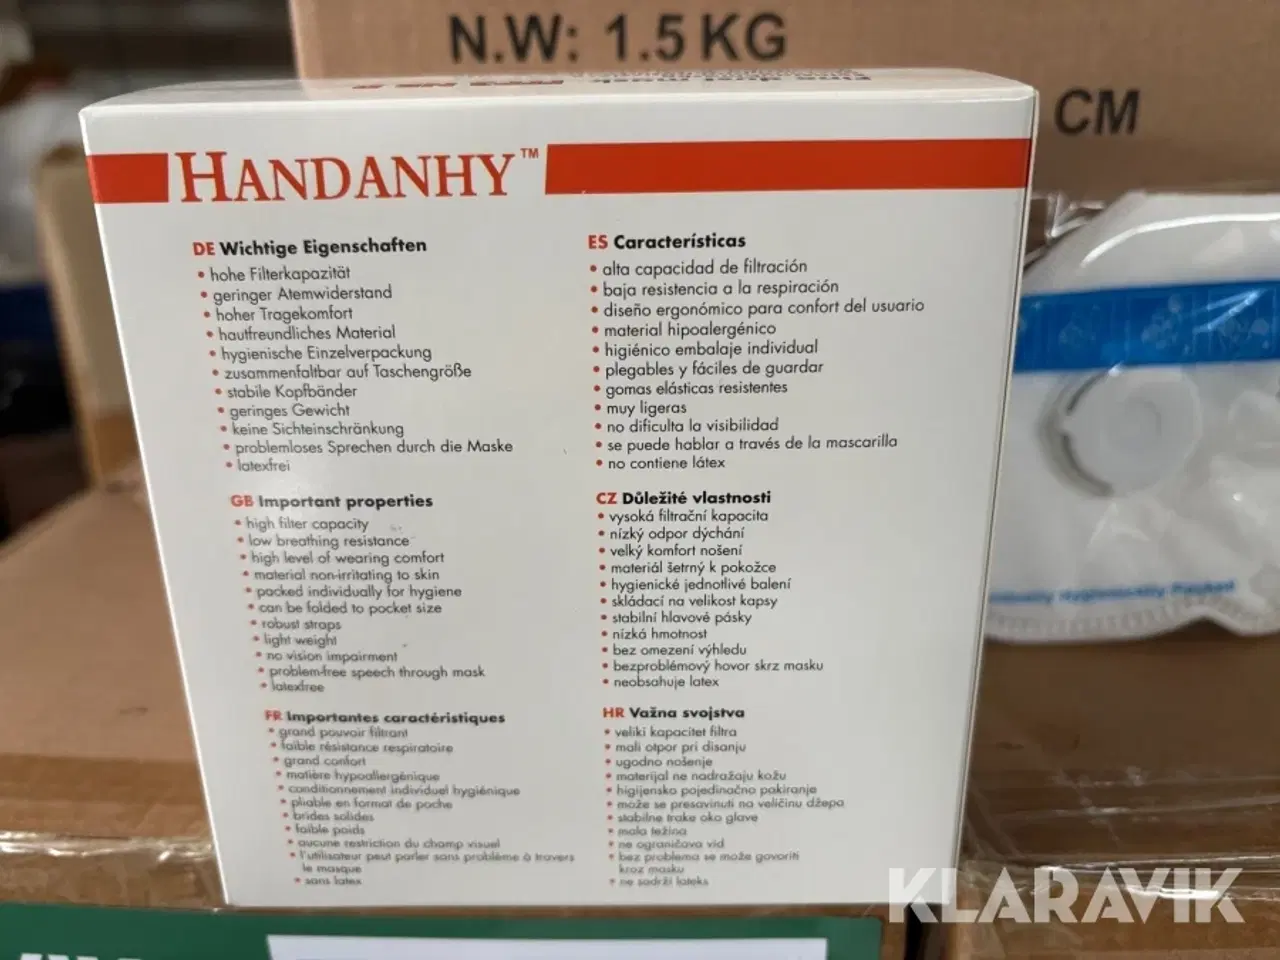 N.W: 1.5 KG
CM
HANDANHY™
DE Wichtige Eigenschaften
• hohe Filterkapazität
• geringer Atemwiderstand
• hoher Tragekomfort
• hautfreundliches Material
• hygienische Einzelverpackung
• zusammenfaltbar auf Taschengröße
• stabile Kopfbänder
• geringes Gewicht
• keine Sichteinschränkung
• problemloses Sprechen durch die Maske
• latexfrei
GB Important properties
• high filter capacity
• low breathing resistance
• high level of wearing comfort
• material non-irritating to skin
• packed individually for hygiene
• can be folded to pocket size
• robust straps
• light weight
• no vision impairment
• problem-free speech through mask
• latexfree
FR Importantes caractéristiques
• grand pouvoir filtrant
• faible résistance respiratoire
• grand confort
• matière hypoallergénique
• conditionnement individuel hygiénique
• pliable en format de poche
• brides solides
• faible poids
• aucune restriction du champ visuel
• l'utilisateur peut parler sans problème à travers
le masque
• sans latex
ES Características
• alta capacidad de filtración
• baja resistencia a la respiración
• diseño ergonómico para confort del usuario
• material hipoalergénico
• higiénico embalaje individual
• plegables y fáciles de guardar
• gomas elásticas resistentes
• muy ligeras
• no dificulta la visibilidad
• se puede hablar a través de la mascarilla
• no contiene látex
CZ Důležité vlastnosti
• vysoká filtrační kapacita
• nízký odpor dýchání
• velký komfort nošení
• materiál šetrný k pokožce
• hygienické jednotlivé balení
• skládací na velikost kapsy
• stabilní hlavové pásky
• nízká hmotnost
• bez omezení výhledu
• bezproblémový hovor skrz masku
• neobsahuje latex
HR Važna svojstva
• veliki kapacitet filtra
• mali otpor pri disanju
• ugodno nošenje
• materijal ne nadražaju kožu
• higijensko pojedinačno pakiranje
• može se presavinuti na veličinu džepa
• stabilne trake oko glave
• mala težina
• ne ograničava vid
• bez problema se može govoriti
kroz masku
• ne sadrži lateks
Hygienically Packed
KLARAVIK